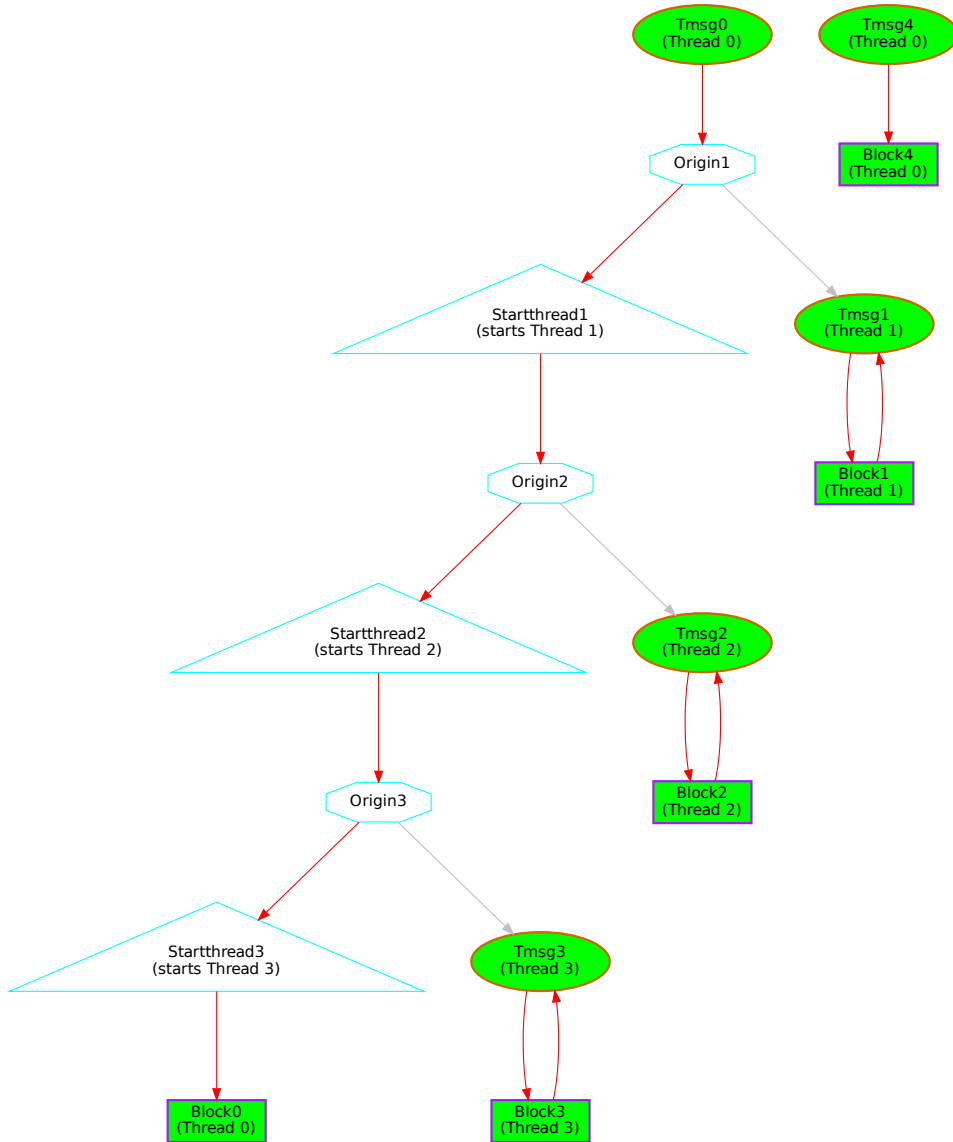 Tmsg0
(Thread 0)
Tmsg4
(Thread 0)
Origin1
Block4
(Thread 0)
Startthread1
(starts Thread 1)
Tmsg1
(Thread 1)
Origin2
Block1
(Thread 1)
Startthread2
(starts Thread 2)
Tmsg2
(Thread 2)
Origin3
Block2
(Thread 2)
Startthread3
(starts Thread 3)
Tmsg3
(Thread 3)
Block0
(Thread 0)
Block3
(Thread 3)